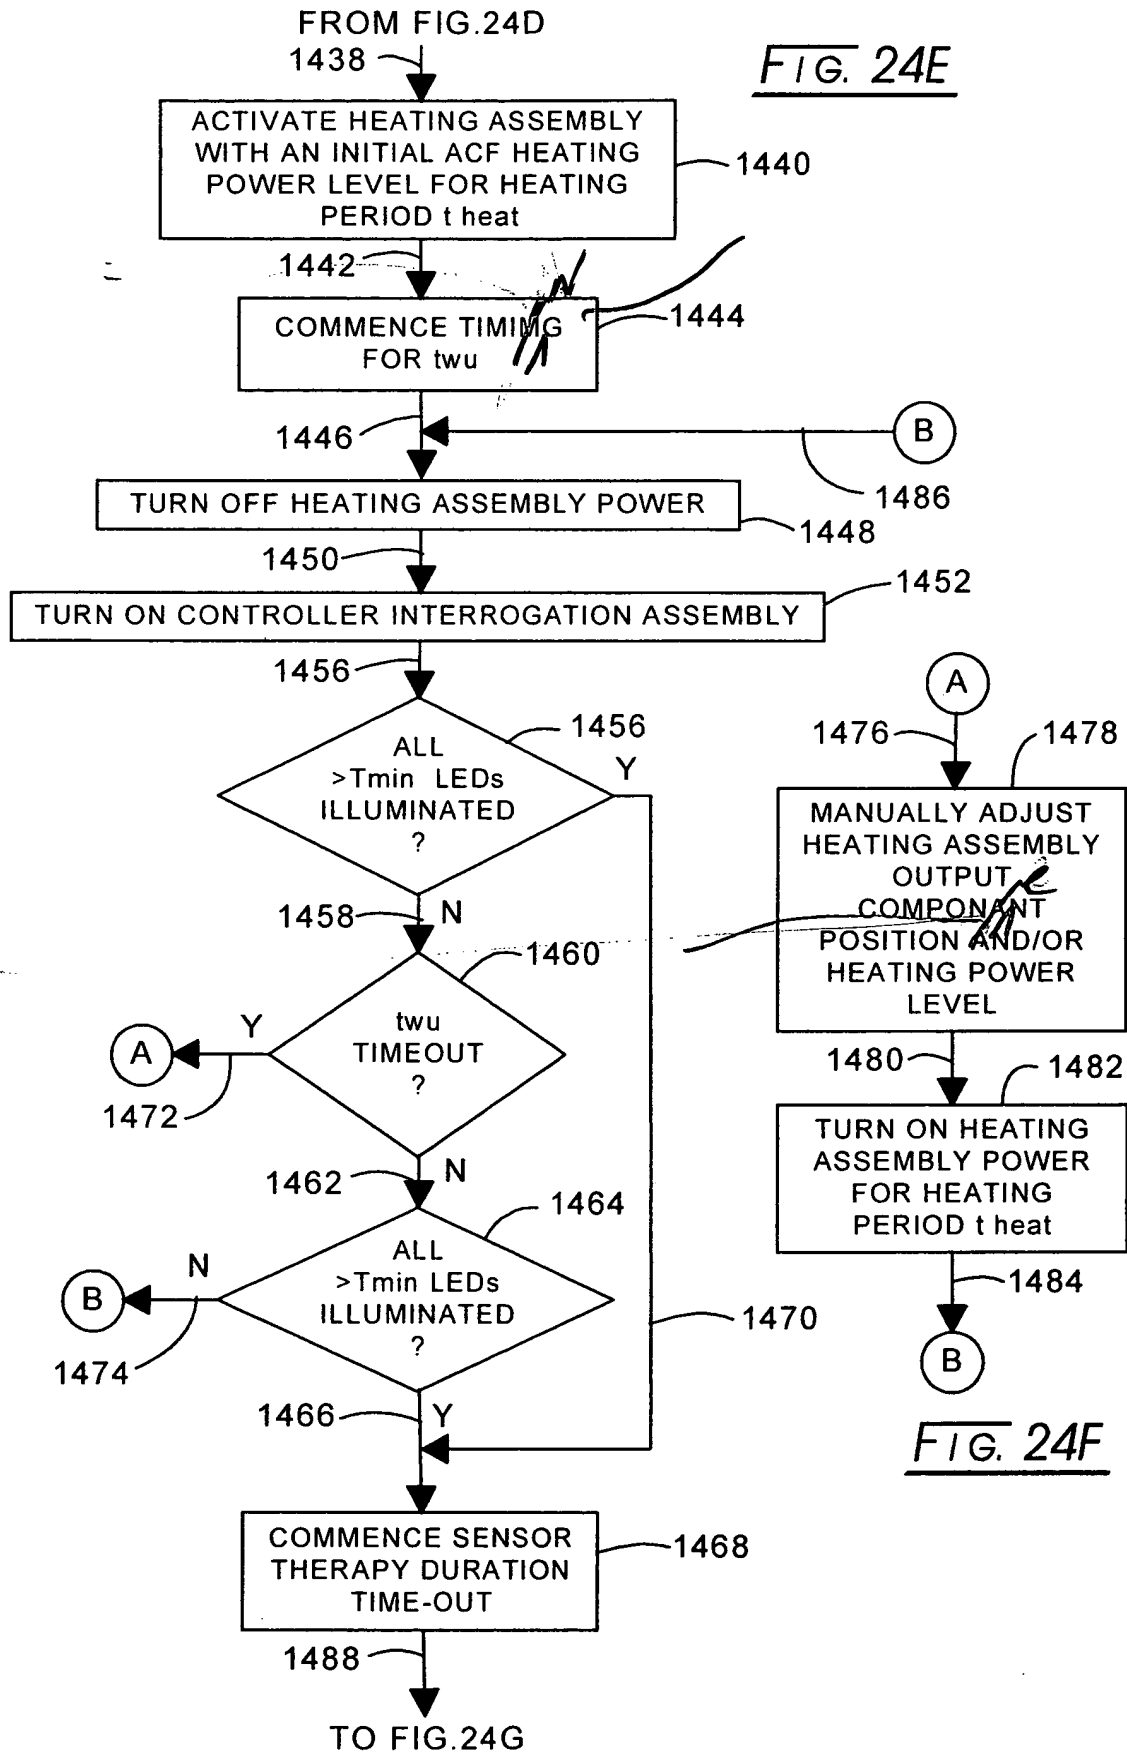 FROM FIG.24D
1438
FIG. 24E
ACTIVATE HEATING ASSEMBLY
WITH AN INITIAL ACF HEATING
POWER LEVEL FOR HEATING
PERIOD t heat
1440
1442
COMMENCE TIMIMG
FOR twu
N
1444
1446
B
1486
TURN OFF HEATING ASSEMBLY POWER
1448
1450
1452
TURN ON CONTROLLER INTERROGATION ASSEMBLY
1456
ALL
>Tmin LEDs
ILLUMINATED
?
1456
Y
1458
N
1460
twu
TIMEOUT
?
Y
A
1472
1462
N
1464
ALL
>Tmin LEDs
ILLUMINATED
?
N
B
1474
1470
1466
Y
COMMENCE SENSOR
THERAPY DURATION
TIME-OUT
1468
1488
TO FIG.24G
A
1476
1478
MANUALLY ADJUST
HEATING ASSEMBLY
OUTPUT
COMPONANT
POSITION AND/OR
HEATING POWER
LEVEL
e
1480
1482
TURN ON HEATING
ASSEMBLY POWER
FOR HEATING
PERIOD t heat
1484
B
FIG. 24F